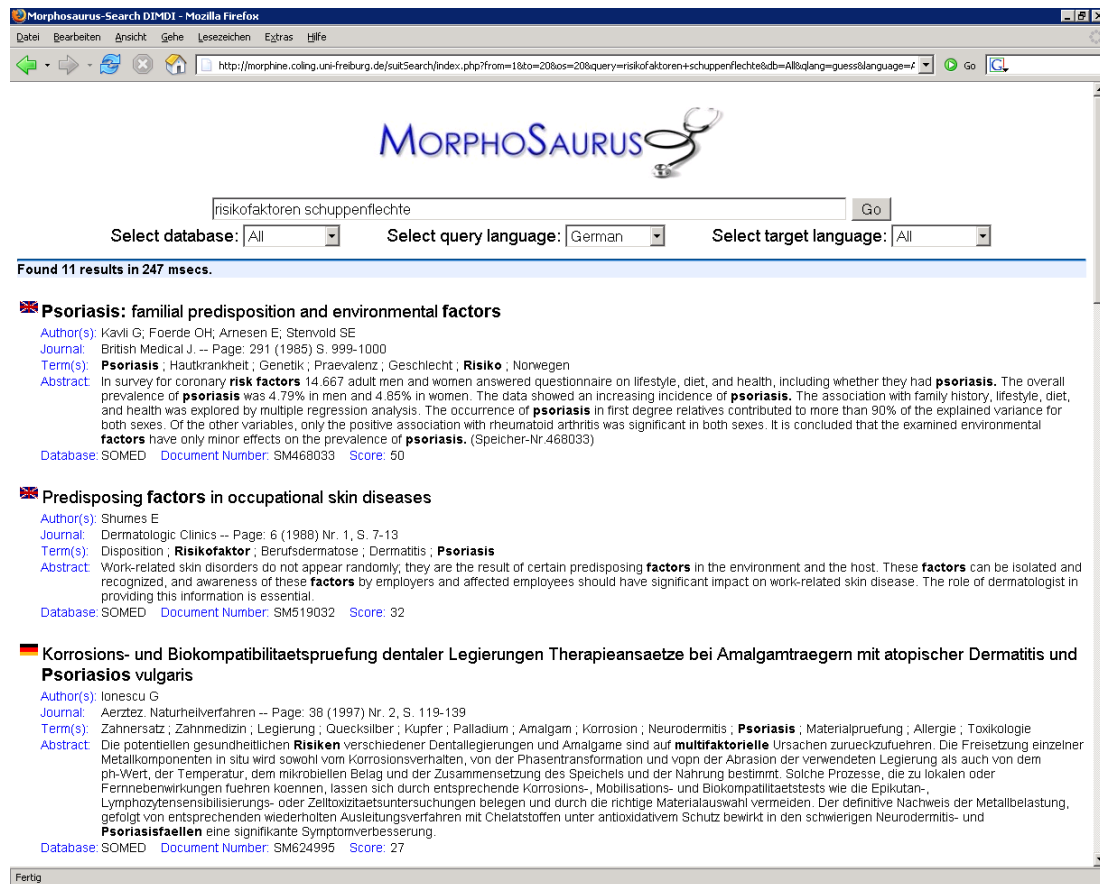 Morphosaurus-Search DIMDI - Mozilla Firefox
Datei Bearbeiten Ansicht Gehe Lesezeichen Extras Hilfe
http://morphine.coling.uni-freiburg.de/suitSearch/index.php?from=1&to=20&os=20&query=risikofaktoren+schuppenflechte&db=All&qlang=guess&language=A Go
MORPHOSAURUS
risikofaktoren schuppenflechte Go
Select database: All Select query language: German Select target language: All
Found 11 results in 247 msecs.
Psoriasis: familial predisposition and environmental factors
Author(s): Kavli G; Foerde OH; Arnesen E; Stenvold SE
Journal: British Medical J. -- Page: 291 (1985) S. 999-1000
Term(s): Psoriasis ; Hautkrankheit ; Genetik ; Praevalenz ; Geschlecht ; Risiko ; Norwegen
Abstract: In survey for coronary risk factors 14.667 adult men and women answered questionnaire on lifestyle, diet, and health, including whether they had psoriasis. The overall
prevalence of psoriasis was 4.79% in men and 4.85% in women. The data showed an increasing incidence of psoriasis. The association with family history, lifestyle, diet,
and health was explored by multiple regression analysis. The occurrence of psoriasis in first degree relatives contributed to more than 90% of the explained variance for
both sexes. Of the other variables, only the positive association with rheumatoid arthritis was significant in both sexes. It is concluded that the examined environmental
factors have only minor effects on the prevalence of psoriasis. (Speicher-Nr.468033)
Database: SOMED Document Number: SM468033 Score: 50
Predisposing factors in occupational skin diseases
Author(s): Shumes E
Journal: Dermatologic Clinics -- Page: 6 (1988) Nr. 1, S. 7-13
Term(s): Disposition ; Risikofaktor ; Berufsdermatose ; Dermatitis ; Psoriasis
Abstract: Work-related skin disorders do not appear randomly; they are the result of certain predisposing factors in the environment and the host. These factors can be isolated and
recognized, and awareness of these factors by employers and affected employees should have significant impact on work-related skin disease. The role of dermatologist in
providing this information is essential.
Database: SOMED Document Number: SM519032 Score: 32
Korrosions- und Biokompatibilitaetspruefung dentaler Legierungen Therapieansaetze bei Amalgamtraegern mit atopischer Dermatitis und
Psoriasios vulgaris
Author(s): Ionescu G
Journal: Aerztez. Naturheilverfahren -- Page: 38 (1997) Nr. 2, S. 119-139
Term(s): Zahnersatz ; Zahnmedizin ; Legierung ; Quecksilber ; Kupfer ; Palladium ; Amalgam ; Korrosion ; Neurodermitis ; Psoriasis ; Materialpruefung ; Allergie ; Toxikologie
Abstract: Die potentiellen gesundheitlichen Risiken verschiedener Dentallegierungen und Amalgame sind auf multifaktorielle Ursachen zurueckzufuehren. Die Freisetzung einzelner
Metallkomponenten in situ wird sowohl vom Korrosionsverhalten, von der Phasentransformation und vopn der Abrasion der verwendeten Legierung als auch von dem
ph-Wert, der Temperatur, dem mikrobiellen Belag und der Zusammensetzung des Speichels und der Nahrung bestimmt. Solche Prozesse, die zu lokalen oder
Fernnebenwirkungen fuehren koennen, lassen sich durch entsprechende Korrosions-, Mobilisations- und Biokompatilitaetstests wie die Epikutan-,
Lymphozytensensibilisierungs- oder Zelltoxizitaetsuntersuchungen belegen und durch die richtige Materialauswahl vermeiden. Der definitive Nachweis der Metallbelastung,
gefolgt von entsprechenden wiederholten Ausleitungsverfahren mit Chelatstoffen unter antioxidativem Schutz bewirkt in den schwierigen Neurodermitis- und
Psoriasisfaellen eine signifikante Symptomverbesserung.
Database: SOMED Document Number: SM624995 Score: 27
Fertig